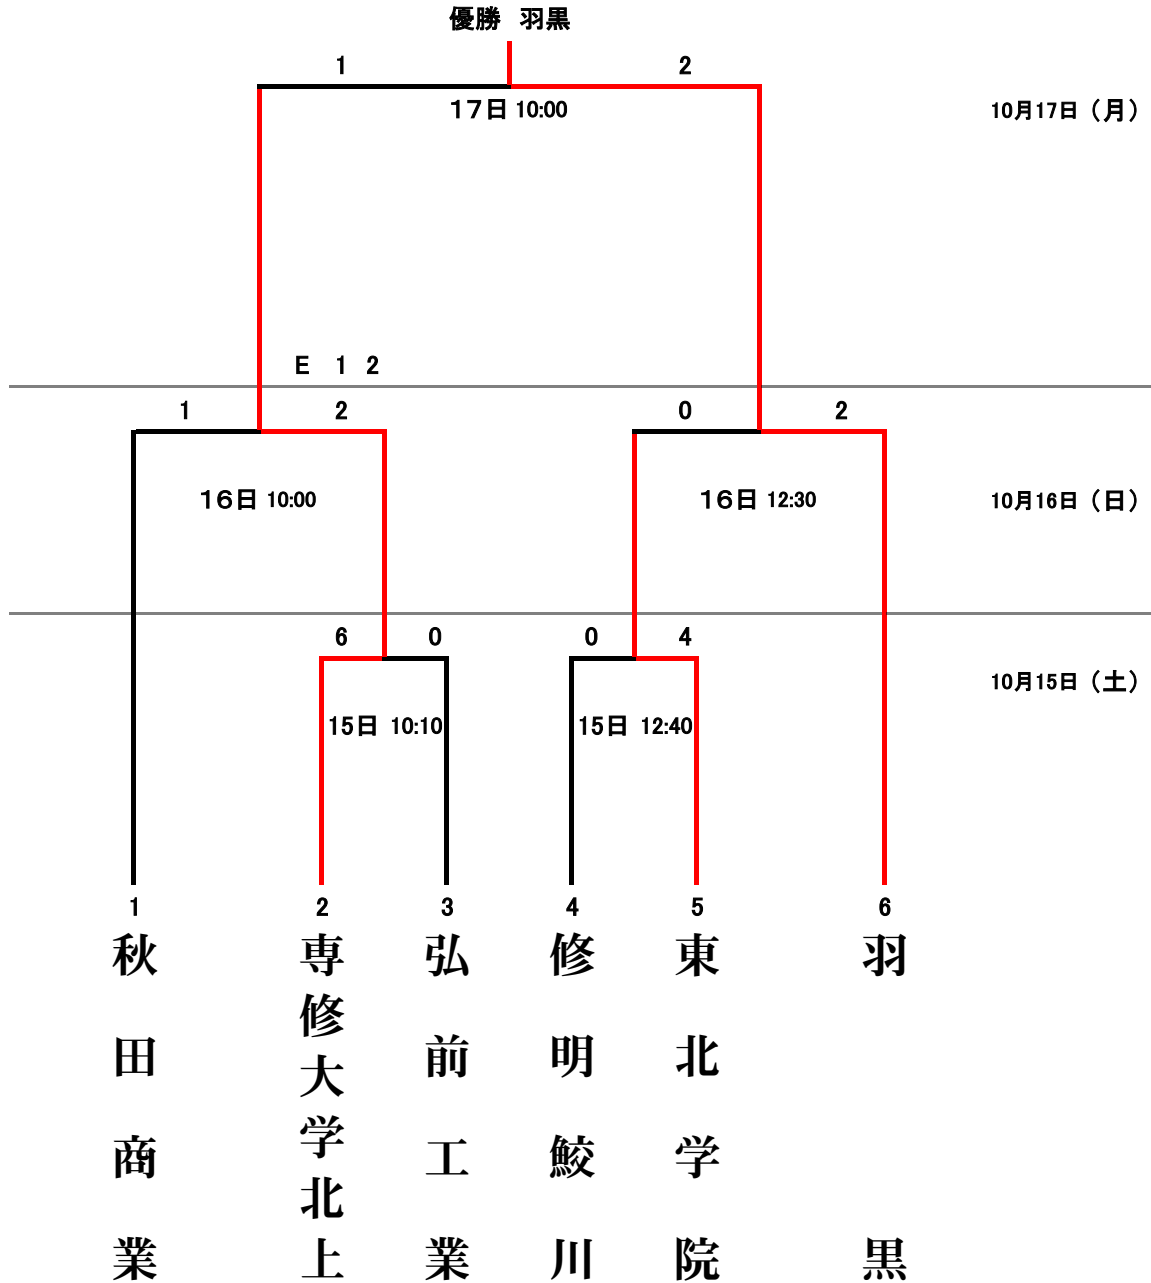 優勝 羽黒
1 2
17日 10:00
10月17日（月）
E 1 2
1 2 0 2
16日 10:00 16日 12:30
10月16日（日）
6 0 0 4
10月15日（土）
15日 10:10 15日 12:40
1 2 3 4 5 6
秋田商業
専修大学北上
弘前工業
修明鮫川
東北学院
羽黒